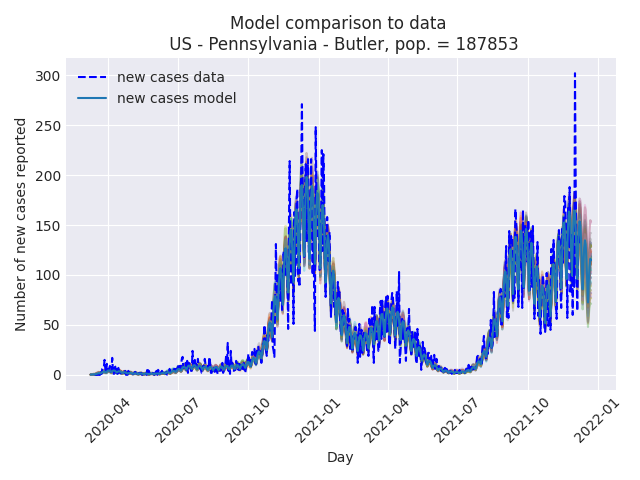 Model comparison to data
US - Pennsylvania - Butler, pop. = 187853
new cases data
new cases model
Number of new cases reported
300
250
200
150
100
50
0
2020-04
2020-07
2020-10
2021-01
2021-04
2021-07
2021-10
2022-01
Day